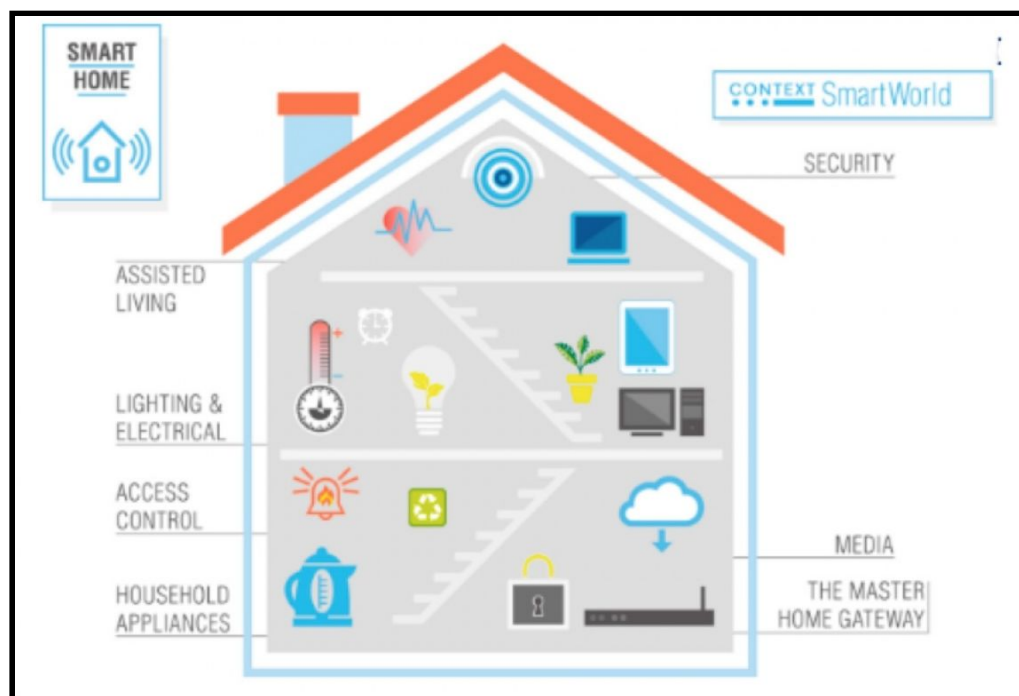 SMART
HOME
CONTEXT SmartWorld
SECURITY
ASSISTED
LIVING
LIGHTING &
ELECTRICAL
ACCESS
CONTROL
MEDIA
HOUSEHOLD
APPLIANCES
THE MASTER
HOME GATEWAY